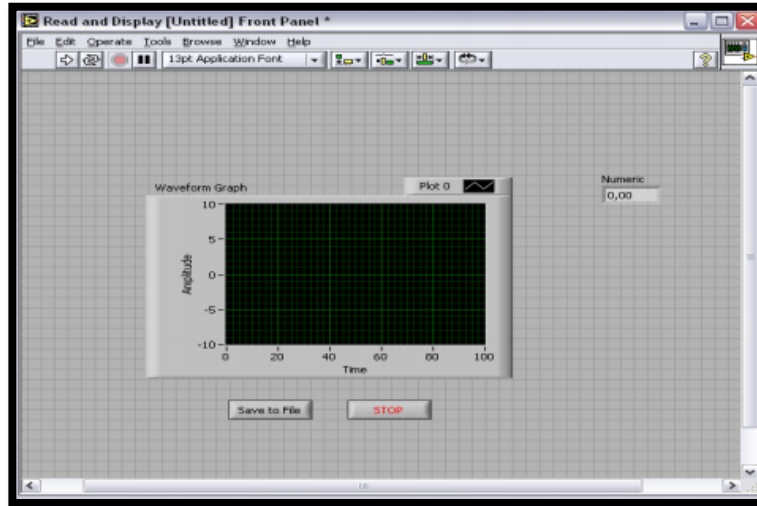 Read and Display [Untitled] Front Panel *
File Edit Operate Tools Browse Window Help
13pt Application Font
Waveform Graph
Plot 0
Numeric
0,00
10
5
0
-5
-10
Amplitude
0 20 40 60 80 100
Time
Save to File
STOP